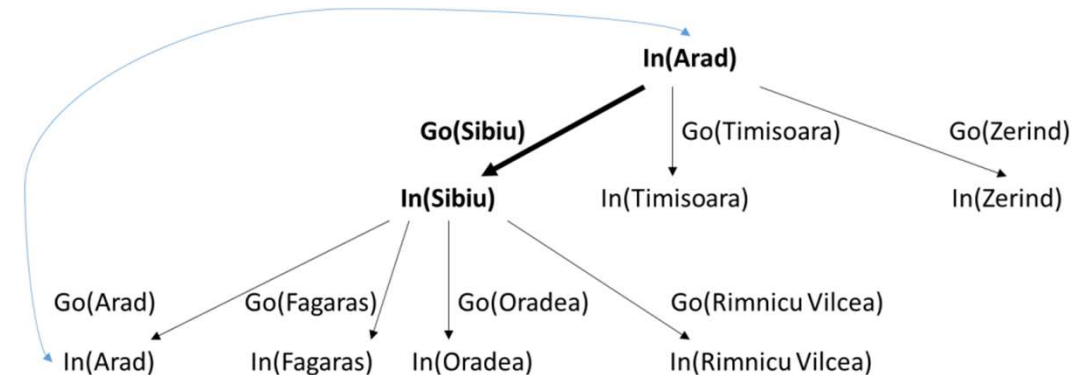 In(Arad)
Go(Sibiu) Go(Timisoara) Go(Zerind)
In(Sibiu) In(Timisoara) In(Zerind)
Go(Arad) Go(Fagaras) Go(Oradea) Go(Rimnicu Vilcea)
In(Arad) In(Fagaras) In(Oradea) In(Rimnicu Vilcea)